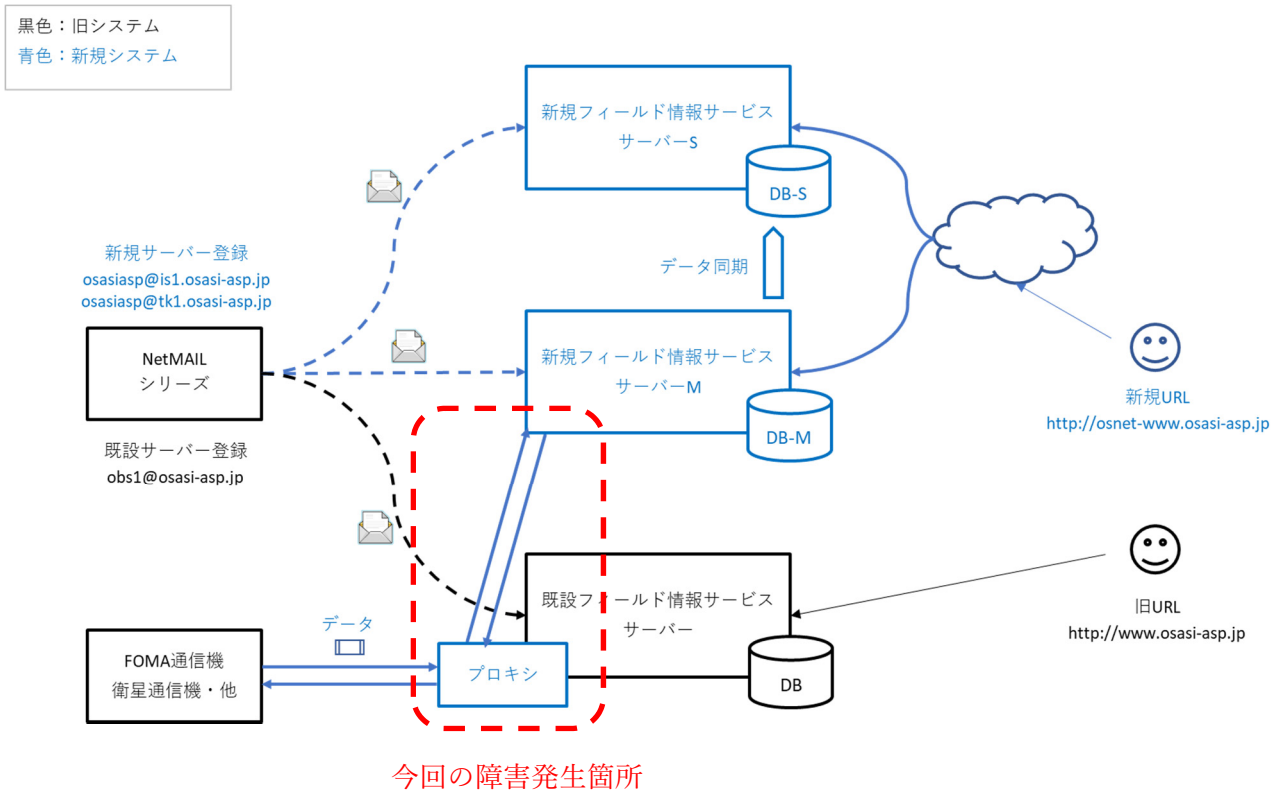 黒色：旧システム
青色：新規システム
新規フィールド情報サービス
サーバーS
DB-S
データ同期
新規サーバー登録
osasiasp@is1.osasi-asp.jp
osasiasp@tk1.osasi-asp.jp
NetMAIL
シリーズ
既設サーバー登録
obs1@osasi-asp.jp
新規フィールド情報サービス
サーバーM
DB-M
新規URL
http://osnet-www.osasi-asp.jp
既設フィールド情報サービス
サーバー
DB
旧URL
http://www.osasi-asp.jp
データ
FOMA通信機
衛星通信機・他
プロキシ
今回の障害発生箇所